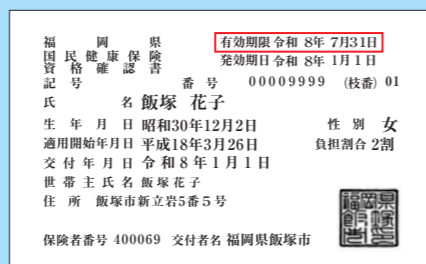 福岡県 有効期限 令和 8年 7月31日
国民健康保険 発効期日 令和 8年 1月1日
資格確認書
記号 番号 00009999 (枝番) 01
氏名 飯塚 花子
生年月日 昭和30年12月2日 性別 女
適用開始年月日 平成18年3月26日 負担割合 2割
交付年月日 令和8年1月1日
世帯主氏名 飯塚花子
住所 飯塚市新立岩5番5号
保険者番号 400069 交付者名 福岡県飯塚市